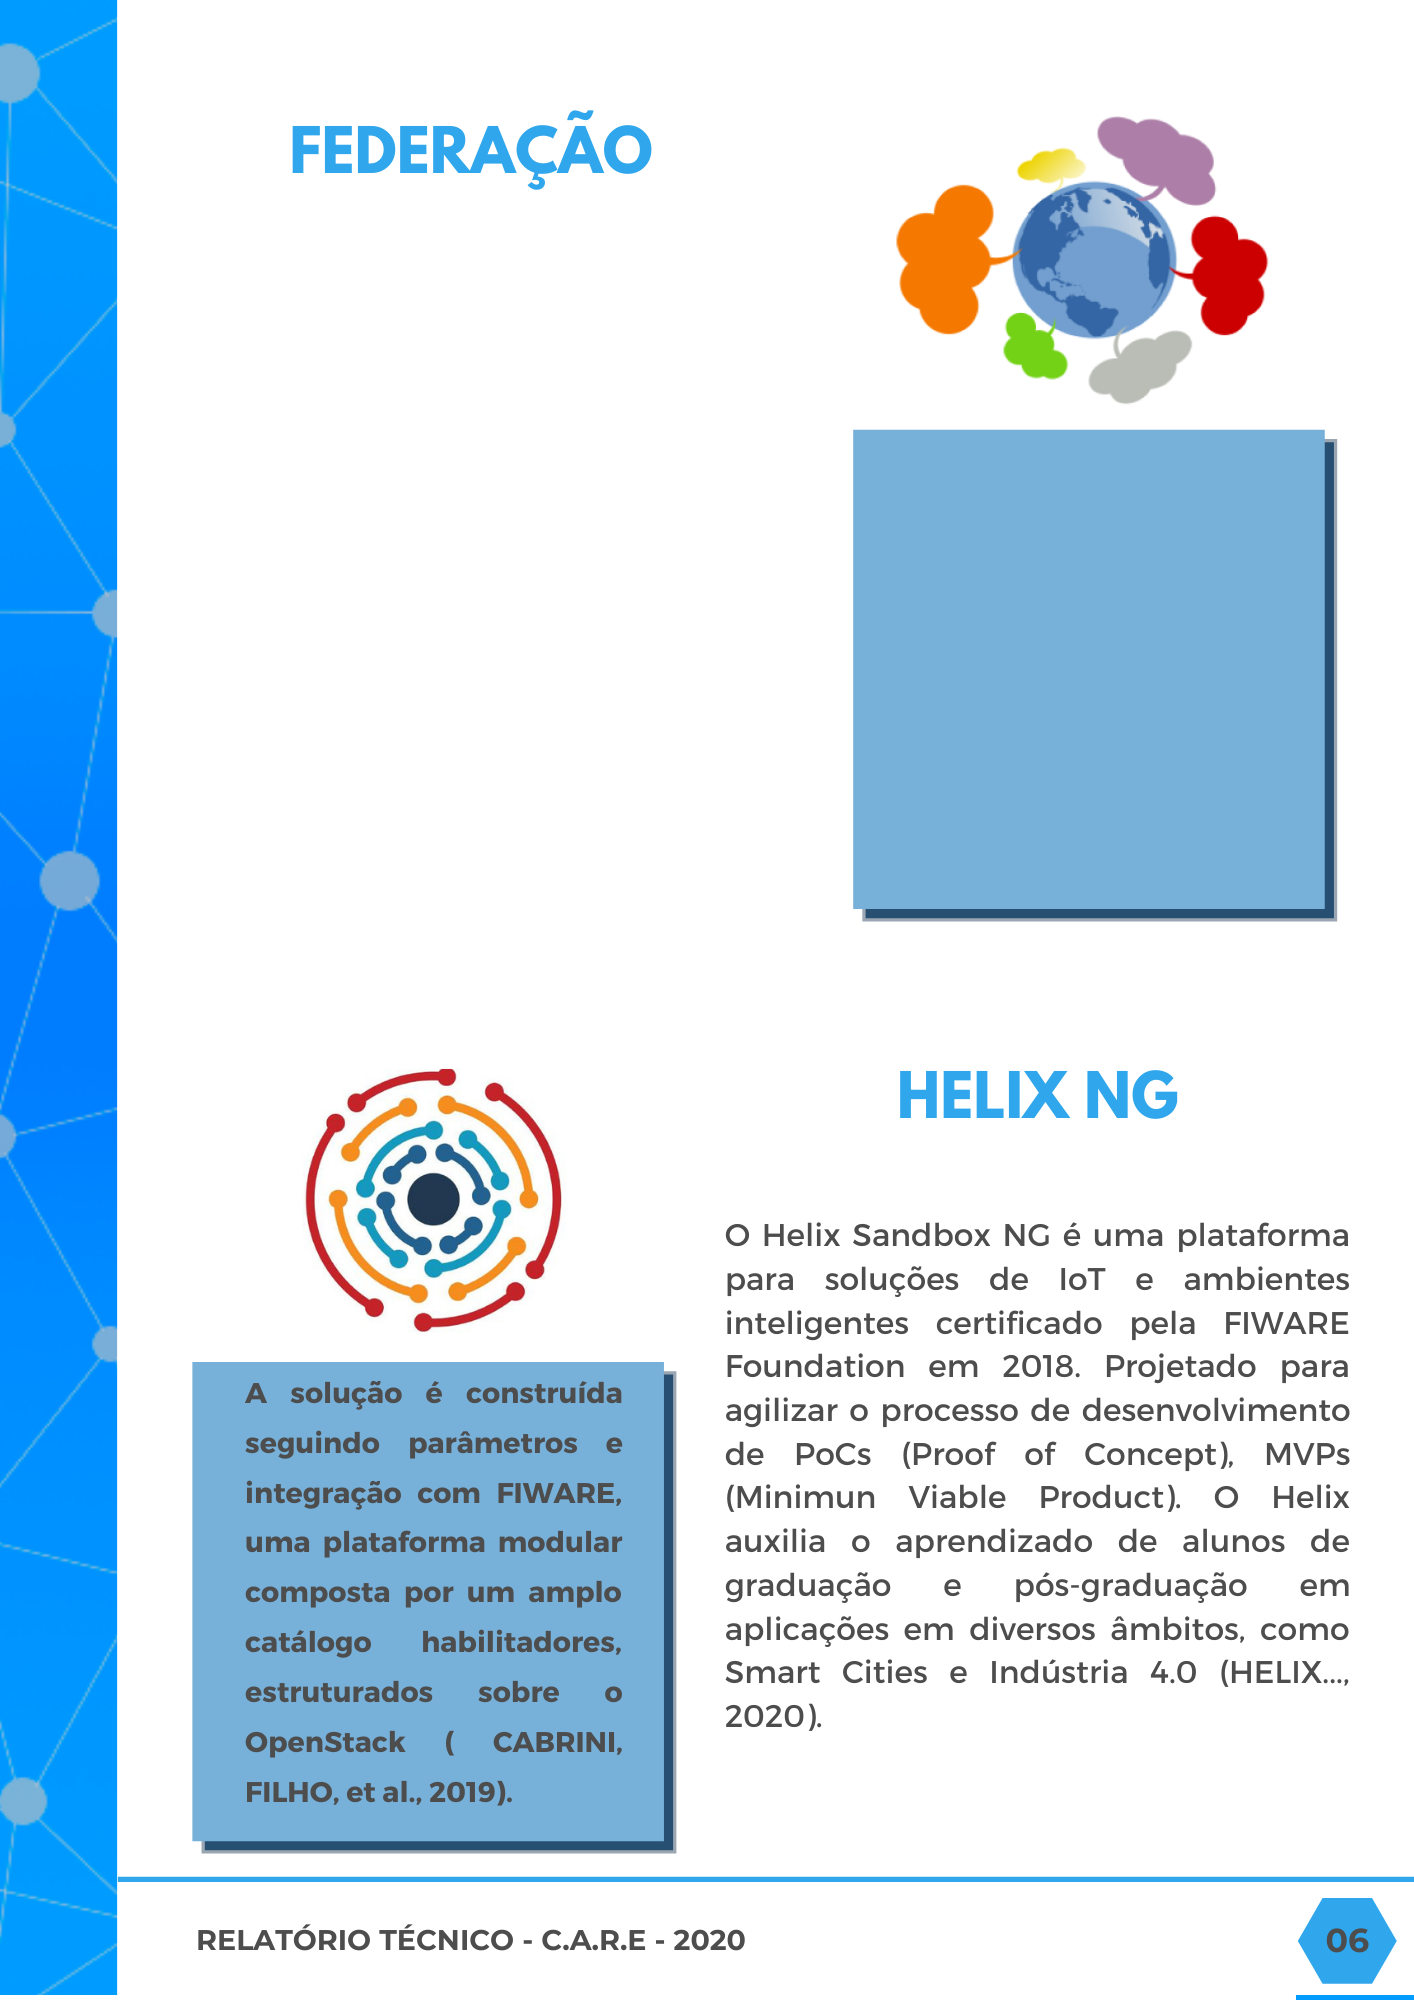 FEDERAÇÃO
HELIX NG
O Helix Sandbox NG é uma plataforma
para soluções de IoT e ambientes
inteligentes certificado pela FIWARE
Foundation em 2018. Projetado para
agilizar o processo de desenvolvimento
de PoCs (Proof of Concept), MVPs
(Minimun Viable Product). O Helix
auxilia o aprendizado de alunos de
graduação e pós-graduação em
aplicações em diversos âmbitos, como
Smart Cities e Indústria 4.0 (HELIX...,
2020).
A solução é construída
seguindo parâmetros e
integração com FIWARE,
uma plataforma modular
composta por um amplo
catálogo habilitadores,
estruturados sobre o
OpenStack ( CABRINI,
FILHO, et al., 2019).
RELATÓRIO TÉCNICO - C.A.R.E - 2020
06